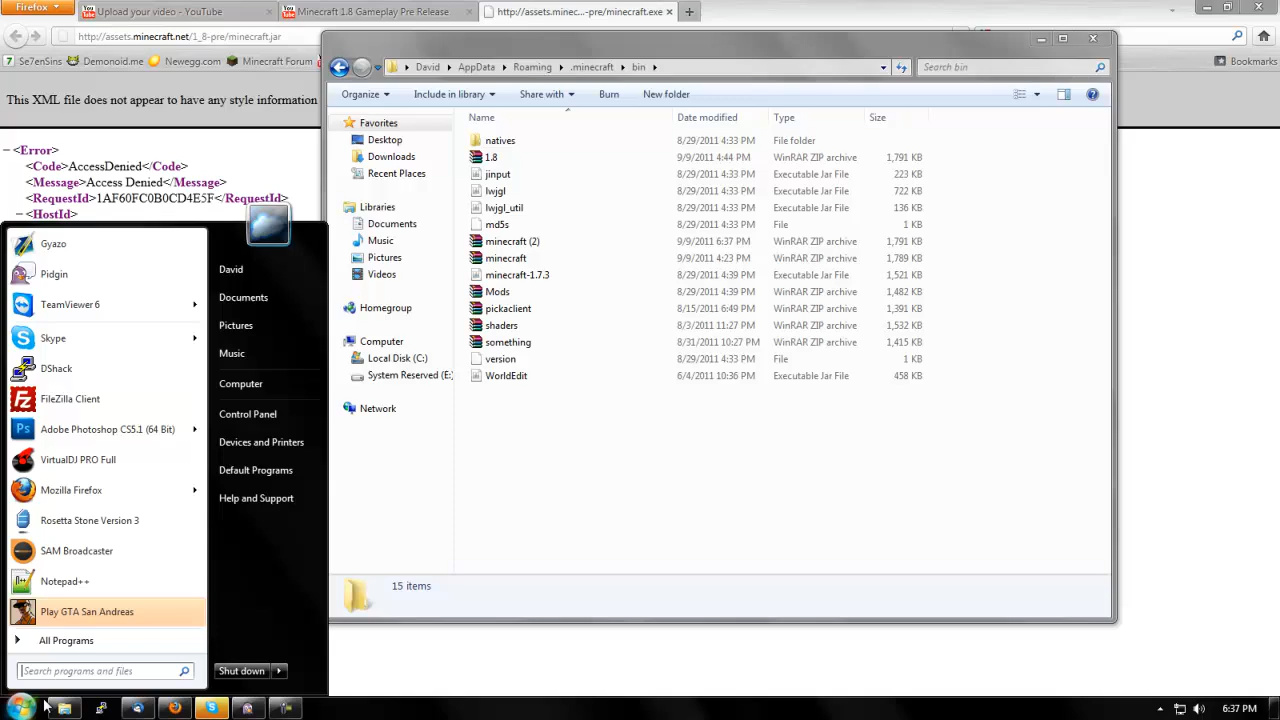 Firefox
Upload your video - YouTube
Minecraft 1.8 Gameplay Pre Release
http://assets.minec...-pre/minecraft.exe
http://assets.minecraft.net/1_8-pre/minecraft.jar
Se7enSins
Demonoid.me
Newegg.com
Minecraft Forum
Bookmarks
This XML file does not appear to have any style information
− <Error>
<Code>AccessDenied</Code>
<Message>Access Denied</Message>
<RequestId>1AF60FC0B0CD4E5F</RequestId>
− <HostId>
David
AppData
Roaming
.minecraft
bin
Search bin
Organize
Include in library
Share with
Burn
New folder
Favorites
Desktop
Downloads
Recent Places
Libraries
Documents
Music
Pictures
Videos
Homegroup
Computer
Local Disk (C:)
System Reserved (E:)
Network
Name Date modified Type Size
natives 8/29/2011 4:33 PM File folder
1.8 9/9/2011 4:44 PM WinRAR ZIP archive 1,791 KB
jinput 8/29/2011 4:33 PM Executable Jar File 223 KB
lwjgl 8/29/2011 4:33 PM Executable Jar File 722 KB
lwjgl_util 8/29/2011 4:33 PM Executable Jar File 136 KB
md5s 8/29/2011 4:33 PM File 1 KB
minecraft (2) 9/9/2011 6:37 PM WinRAR ZIP archive 1,791 KB
minecraft 9/9/2011 4:23 PM WinRAR ZIP archive 1,789 KB
minecraft-1.7.3 8/29/2011 4:39 PM Executable Jar File 1,521 KB
Mods 8/29/2011 4:39 PM WinRAR ZIP archive 1,482 KB
pickaclient 8/15/2011 6:49 PM WinRAR ZIP archive 1,391 KB
shaders 8/3/2011 11:27 PM WinRAR ZIP archive 1,532 KB
something 8/31/2011 10:27 PM WinRAR ZIP archive 1,415 KB
version 8/29/2011 4:33 PM File 1 KB
WorldEdit 6/4/2011 10:36 PM Executable Jar File 458 KB
15 items
Gyazo
Pidgin
TeamViewer 6
Skype
DShack
FileZilla Client
Adobe Photoshop CS5.1 (64 Bit)
VirtualDJ PRO Full
Mozilla Firefox
Rosetta Stone Version 3
SAM Broadcaster
Notepad++
Play GTA San Andreas
All Programs
Search programs and files
David
Documents
Pictures
Music
Computer
Control Panel
Devices and Printers
Default Programs
Help and Support
Shut down
6:37 PM